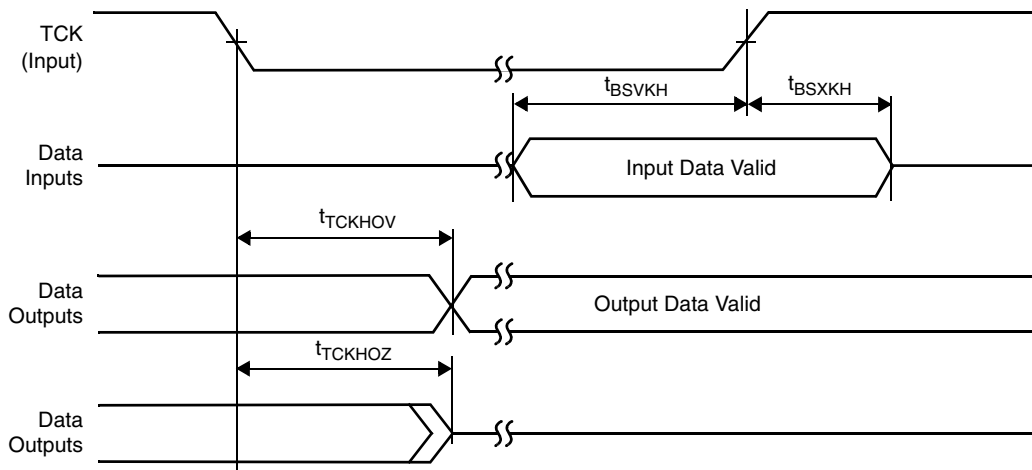 TCK
(Input)
tBSVKH
tBSXKH
Data
Inputs
Input Data Valid
tTCKHOV
Data
Outputs
Output Data Valid
tTCKHOZ
Data
Outputs